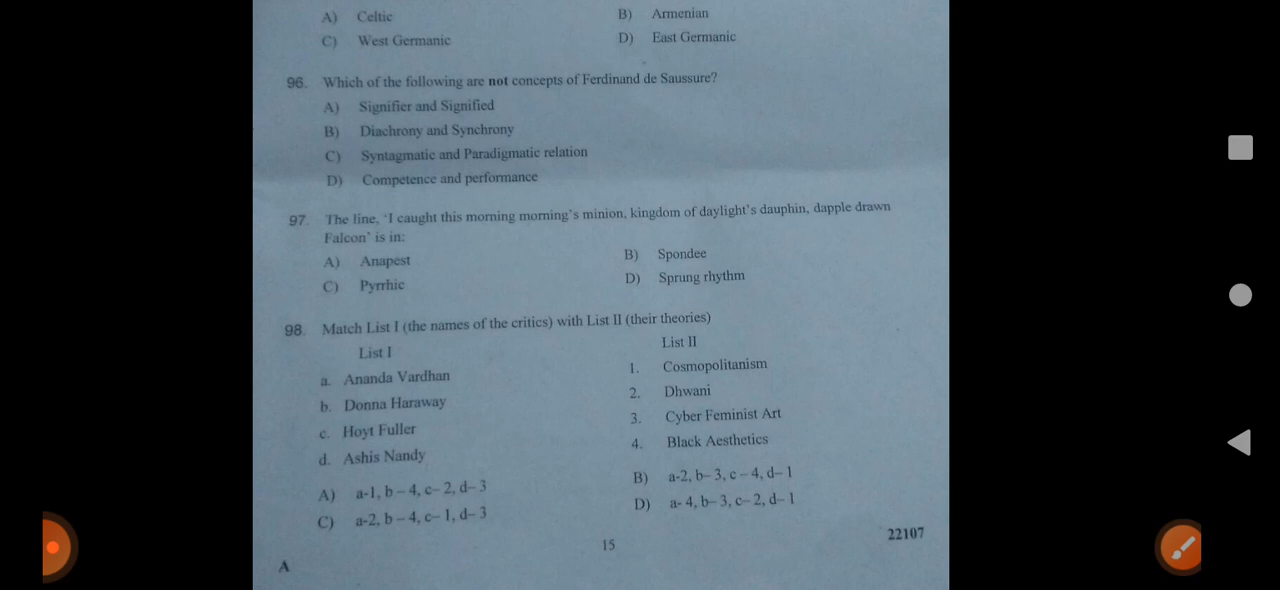 A) Celtic B) Armenian
C) West Germanic D) East Germanic
96. Which of the following are not concepts of Ferdinand de Saussure?
A) Signifier and Signified
B) Diachrony and Synchrony
C) Syntagmatic and Paradigmatic relation
D) Competence and performance
97. The line, ‘I caught this morning morning’s minion, kingdom of daylight’s dauphin, dapple drawn
Falcon’ is in:
A) Anapest B) Spondee
C) Pyrrhic D) Sprung rhythm
98. Match List I (the names of the critics) with List II (their theories)
List I List II
a. Ananda Vardhan 1. Cosmopolitanism
b. Donna Haraway 2. Dhwani
c. Hoyt Fuller 3. Cyber Feminist Art
d. Ashis Nandy 4. Black Aesthetics
A) a-1, b – 4, c– 2, d– 3 B) a-2, b– 3, c – 4, d– 1
C) a-2, b – 4, c– 1, d– 3 D) a- 4, b– 3, c– 2, d– 1
15 22107
A